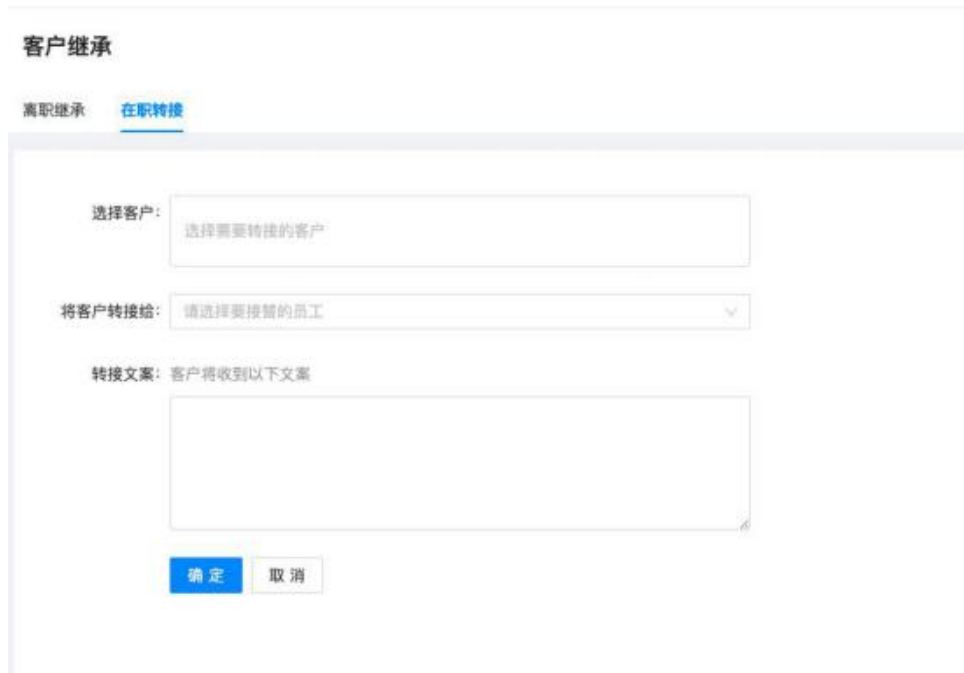 客户继承
离职继承 在职转接
选择客户：
选择需要转接的客户
将客户转接给： 请选择要接替的员工
转接文案： 客户将收到以下文案
确 定 取 消